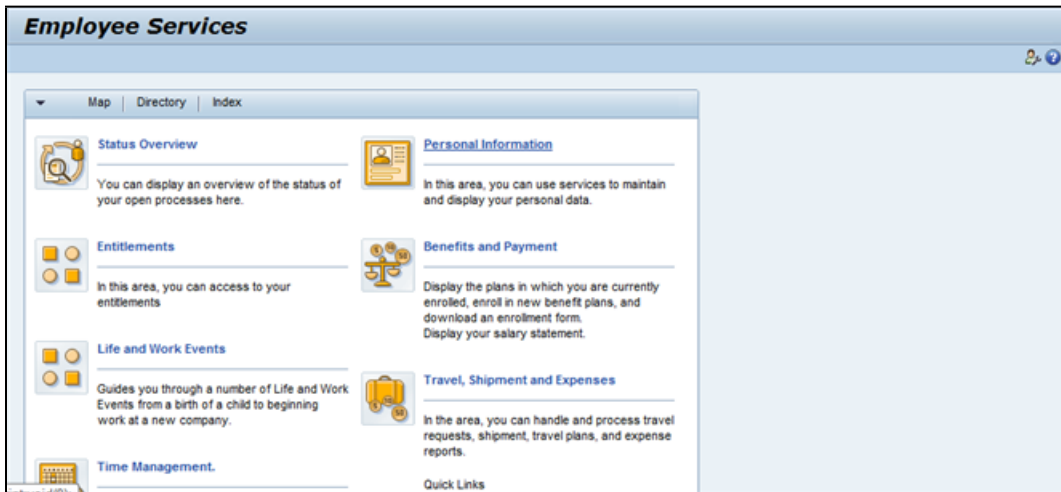 Employee Services
Map | Directory | Index
Status Overview
You can display an overview of the status of
your open processes here.
Personal Information
In this area, you can use services to maintain
and display your personal data.
Entitlements
In this area, you can access to your
entitlements
Benefits and Payment
Display the plans in which you are currently
enrolled, enroll in new benefit plans, and
download an enrollment form.
Display your salary statement.
Life and Work Events
Guides you through a number of Life and Work
Events from a birth of a child to beginning
work at a new company.
Travel, Shipment and Expenses
In the area, you can handle and process travel
requests, shipment, travel plans, and expense
reports.
Quick Links
Time Management.